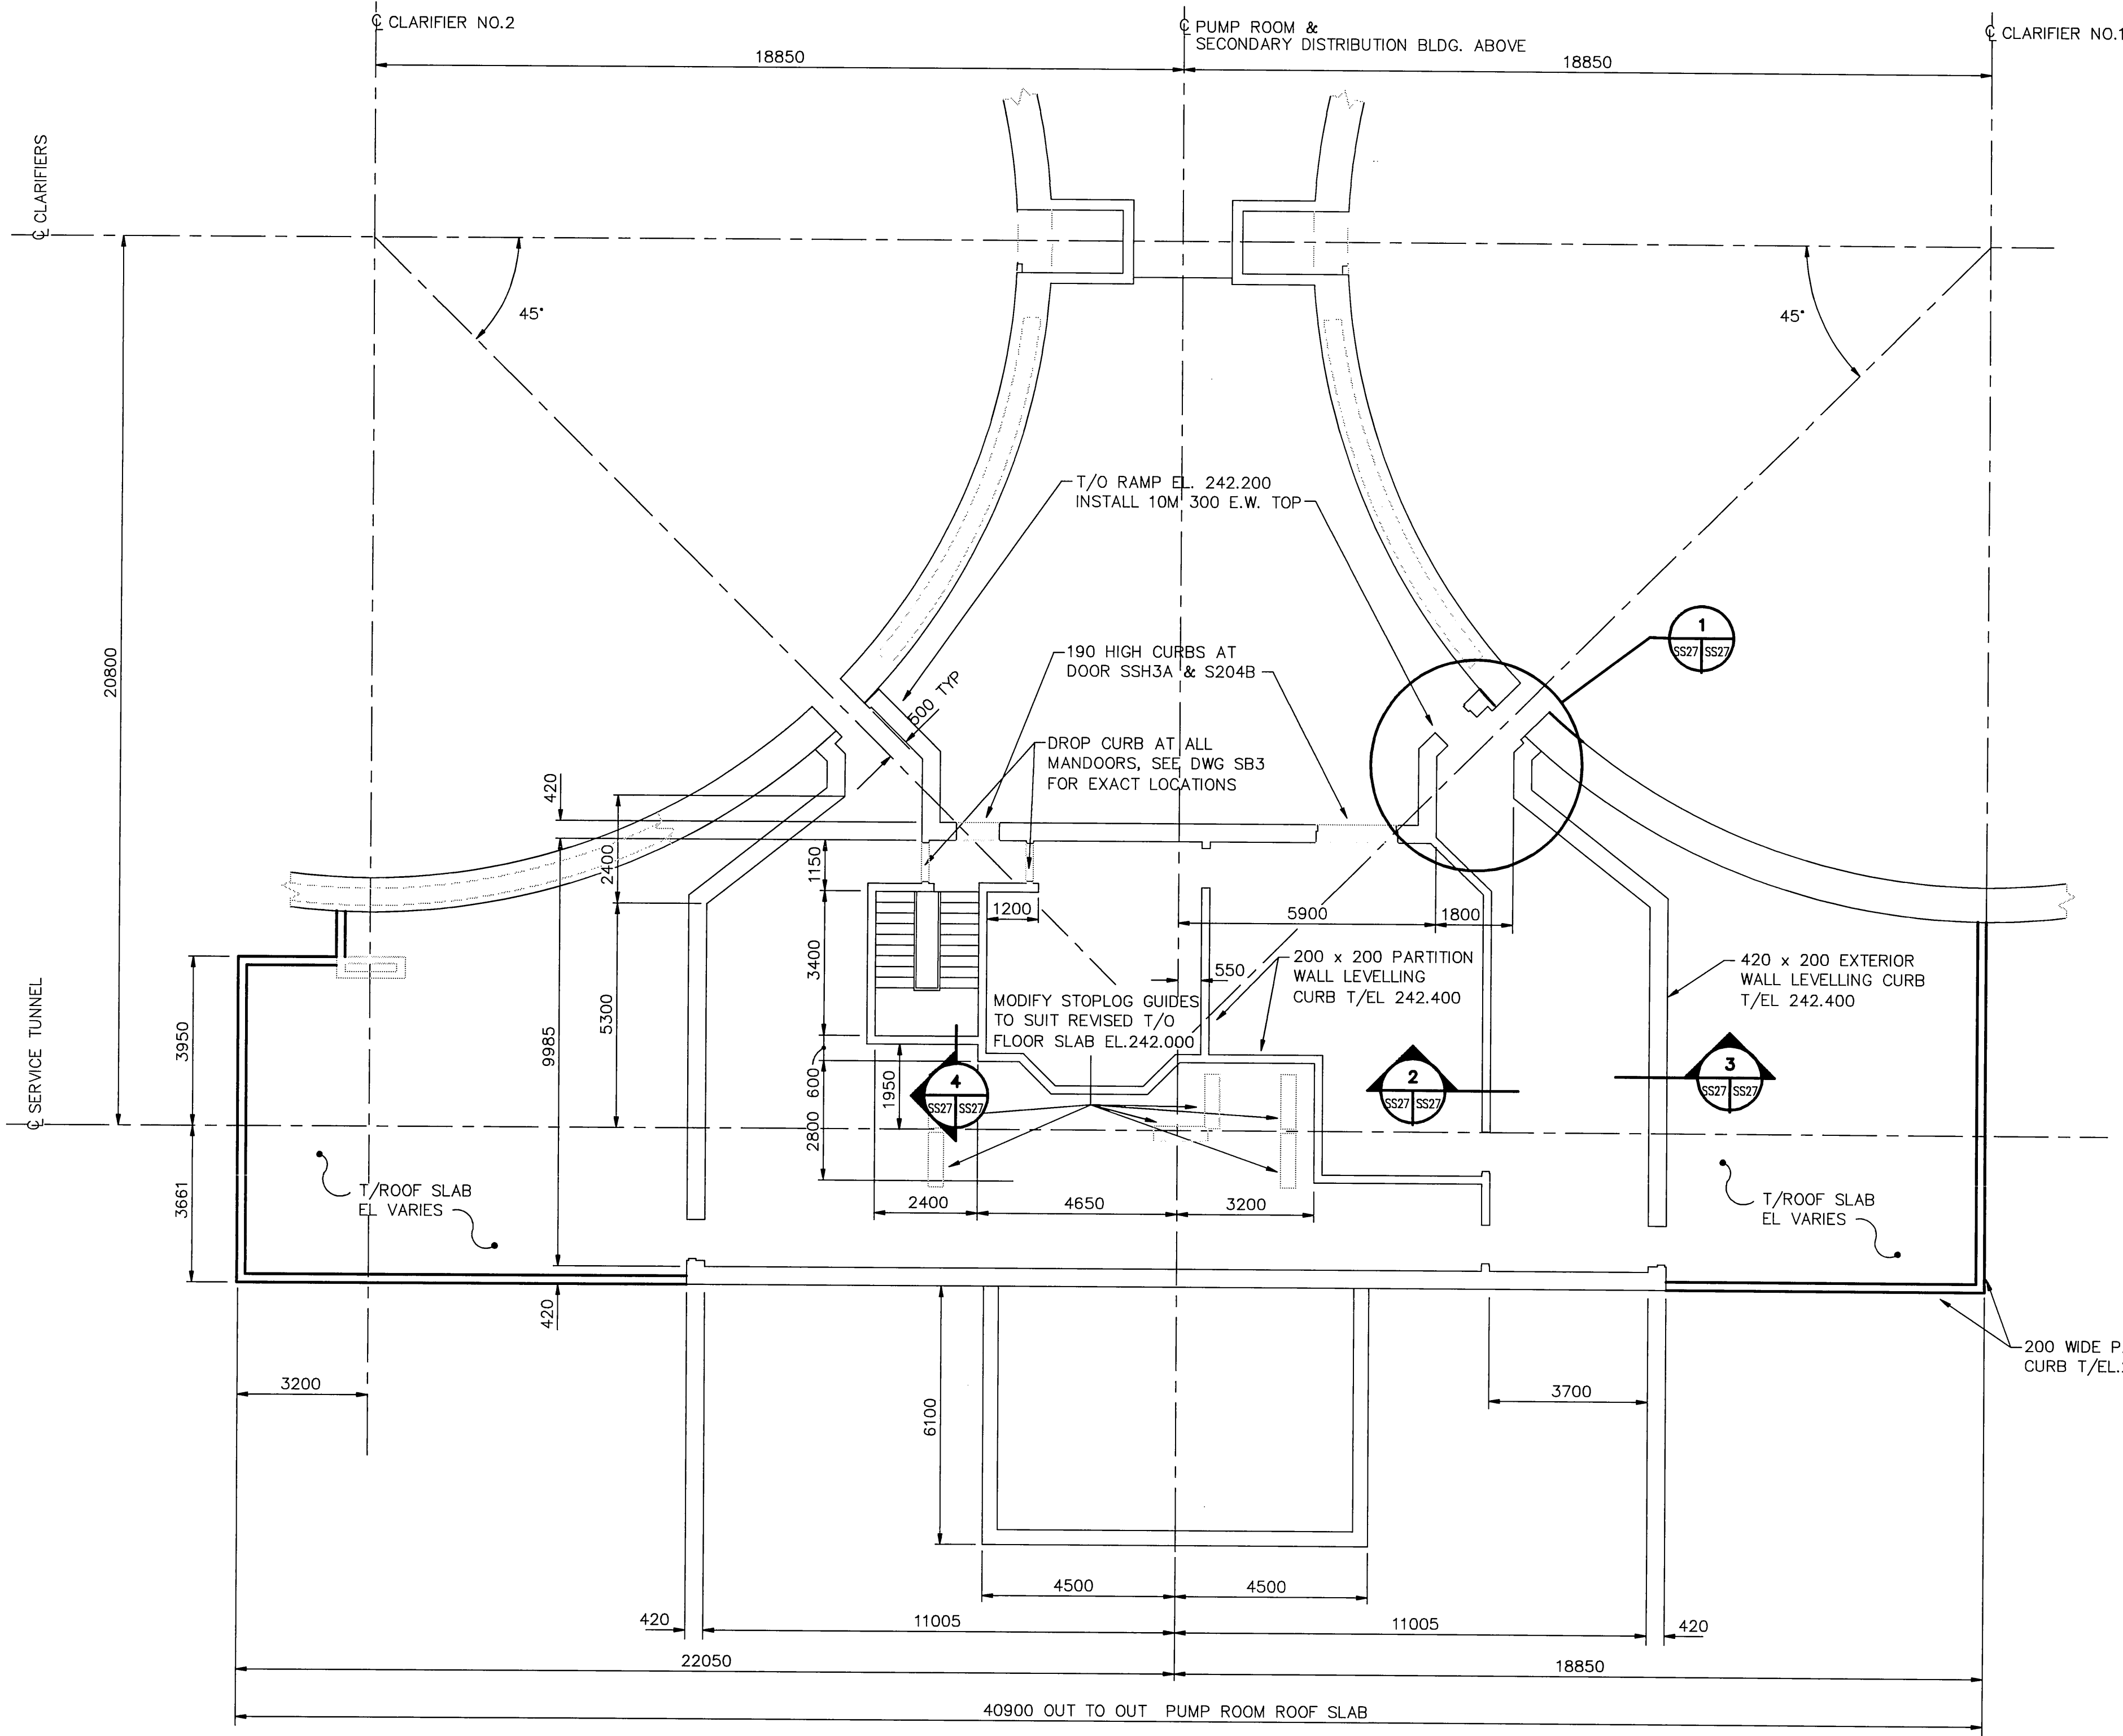 ℄ CLARIFIER NO.2
℄ PUMP ROOM &
SECONDARY DISTRIBUTION BLDG. ABOVE
℄ CLARIFIER NO.1
18850
18850
℄ CLARIFIERS
45°
45°
20800
T/O RAMP EL. 242.200
INSTALL 10M 300 E.W. TOP
1
SS27 SS27
190 HIGH CURBS AT
DOOR SSH3A & S204B
500 TYP
DROP CURB AT ALL
MANDOORS, SEE DWG SB3
FOR EXACT LOCATIONS
420
2400
1150
1200
5900
1800
3400
550
200 x 200 PARTITION
WALL LEVELLING
CURB T/EL 242.400
420 x 200 EXTERIOR
WALL LEVELLING CURB
T/EL 242.400
MODIFY STOPLOG GUIDES
TO SUIT REVISED T/O
FLOOR SLAB EL.242.000
℄ SERVICE TUNNEL
3950
9985
5300
600
1950
2800
4
SS27 SS27
2
SS27 SS27
3
SS27 SS27
3661
T/ROOF SLAB
EL VARIES
T/ROOF SLAB
EL VARIES
2400
4650
3200
420
200 WIDE P
CURB T/EL.
3200
3700
6100
4500
4500
420
11005
11005
420
22050
18850
40900 OUT TO OUT PUMP ROOM ROOF SLAB